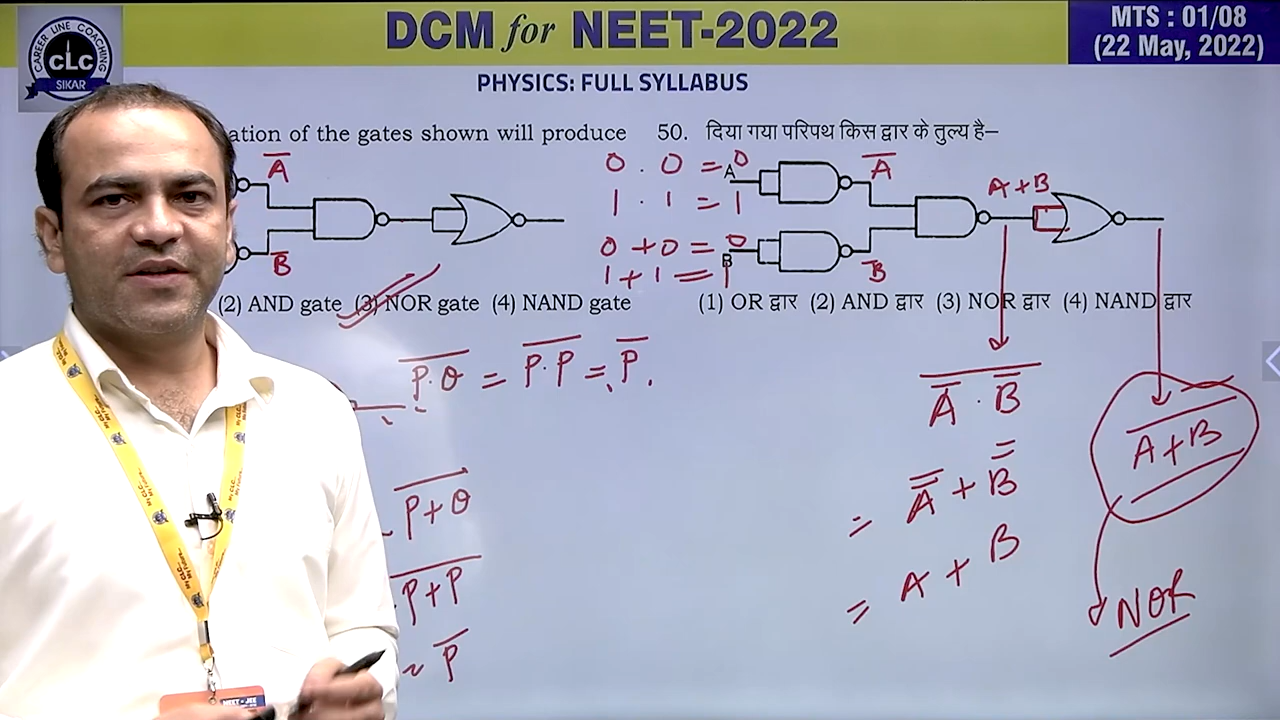 DCM for NEET-2022
MTS : 01/08
(22 May, 2022)
CAREER LINE COACHING
CLC
SIKAR
PHYSICS: FULL SYLLABUS
ation of the gates shown will produce
(2) AND gate (3) NOR gate (4) NAND gate
A̅
B̅
50. दिया गया परिपथ किस द्वार के तुल्य है–
0 . 0 = 0
1 . 1 = 1
0 + 0 = 0
1 + 1 = 1
A
B
A̅
B̅
A + B
(1) OR द्वार (2) AND द्वार (3) NOR द्वार (4) NAND द्वार
P̅·̅Q̅ = P̅·̅P̅ = P̅.
P̅+̅Q̅
P̅+̅P̅
P̅
A̅̅ ̅·̅ ̅B̅̅
= A̿ + B̿
= A + B
A̅+̅B̅
NOR
NEET - JEE